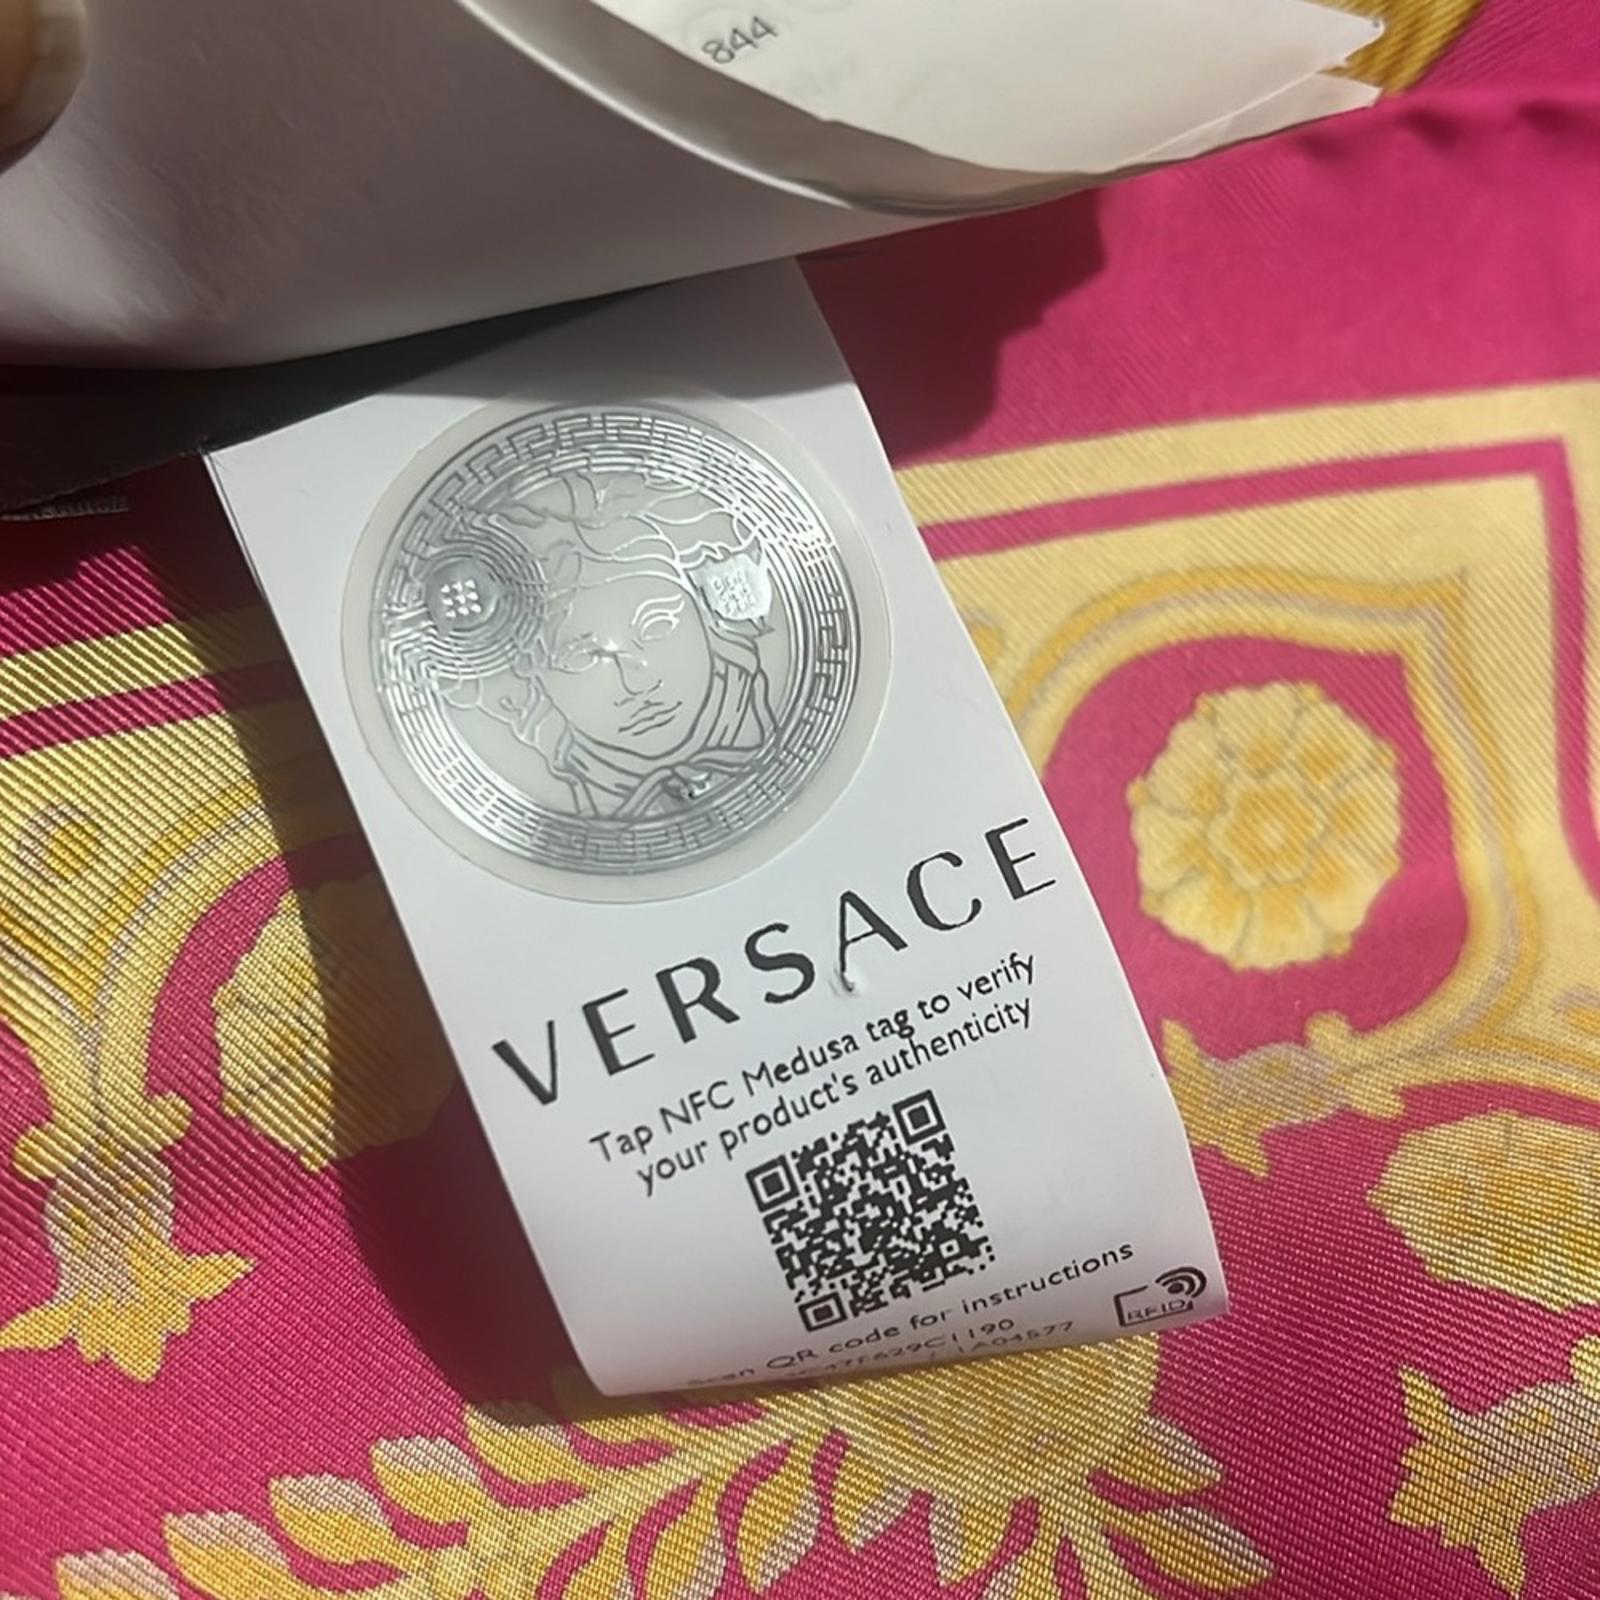 844
VERSACE
Tap NFC Medusa tag to verify
your product's authenticity
Scan QR code for instructions
RFID